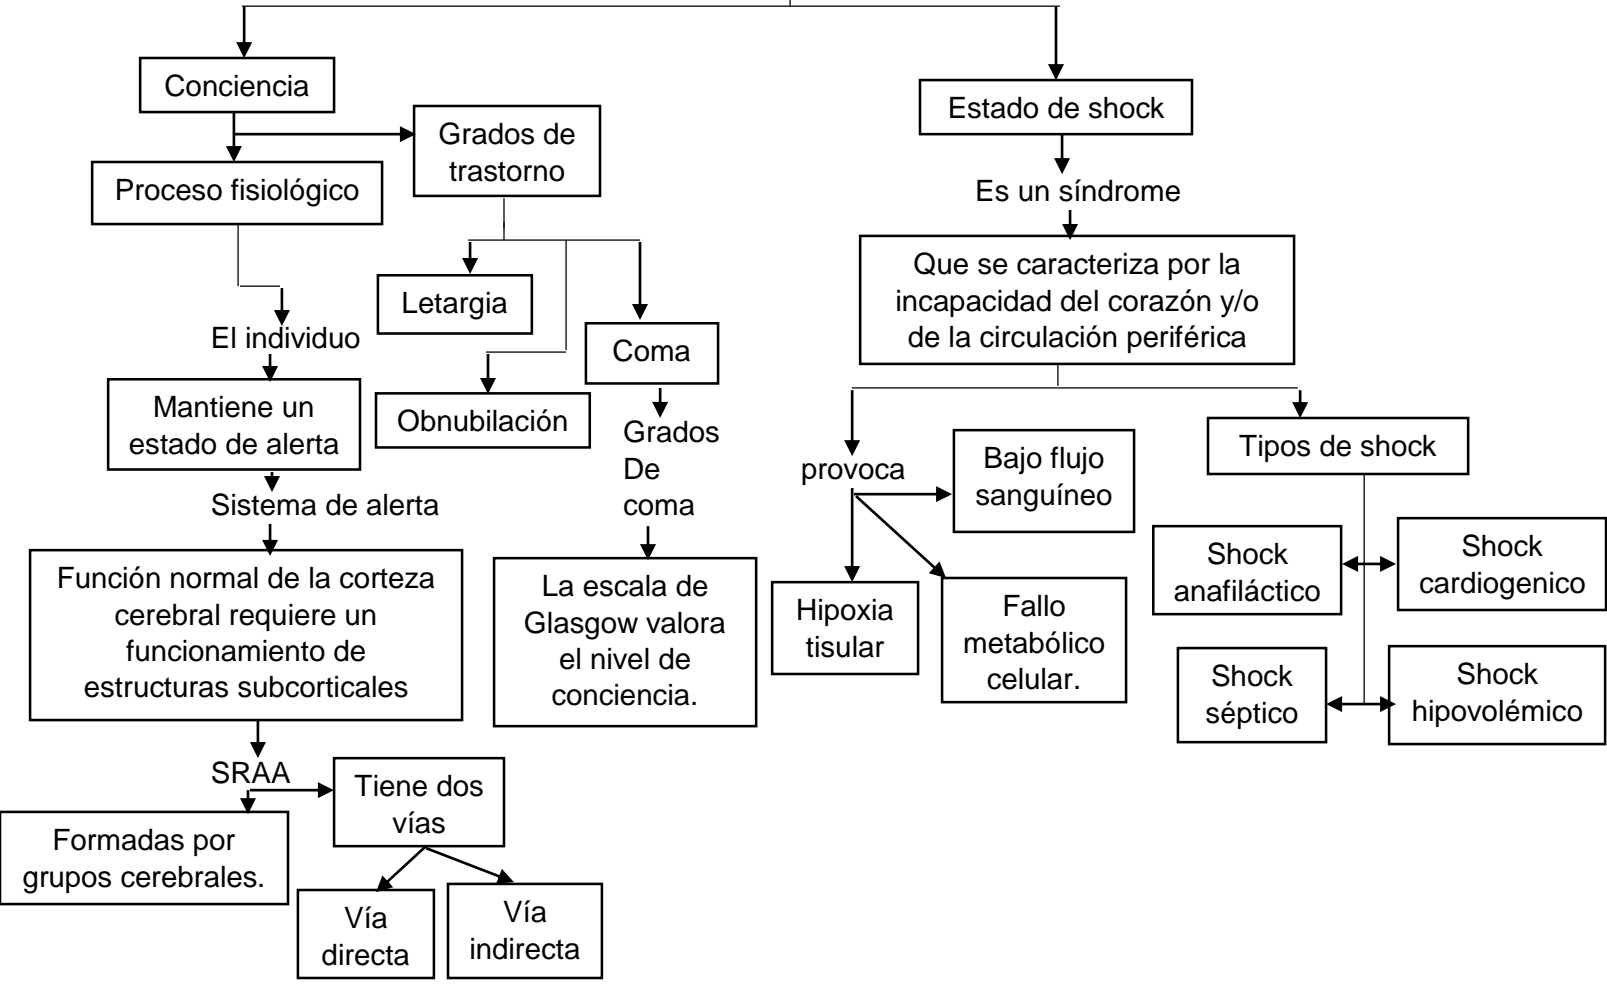 Conciencia
Grados de
trastorno
Proceso fisiológico
Letargia
El individuo
Coma
Mantiene un
estado de alerta
Obnubilación
Grados
De
coma
Sistema de alerta
Función normal de la corteza
cerebral requiere un
funcionamiento de
estructuras subcorticales
La escala de
Glasgow valora
el nivel de
conciencia.
SRAA
Tiene dos
vías
Formadas por
grupos cerebrales.
Vía
directa
Vía
indirecta
Estado de shock
Es un síndrome
Que se caracteriza por la
incapacidad del corazón y/o
de la circulación periférica
provoca
Bajo flujo
sanguíneo
Hipoxia
tisular
Fallo
metabólico
celular.
Tipos de shock
Shock
anafiláctico
Shock
cardiogenico
Shock
séptico
Shock
hipovolémico